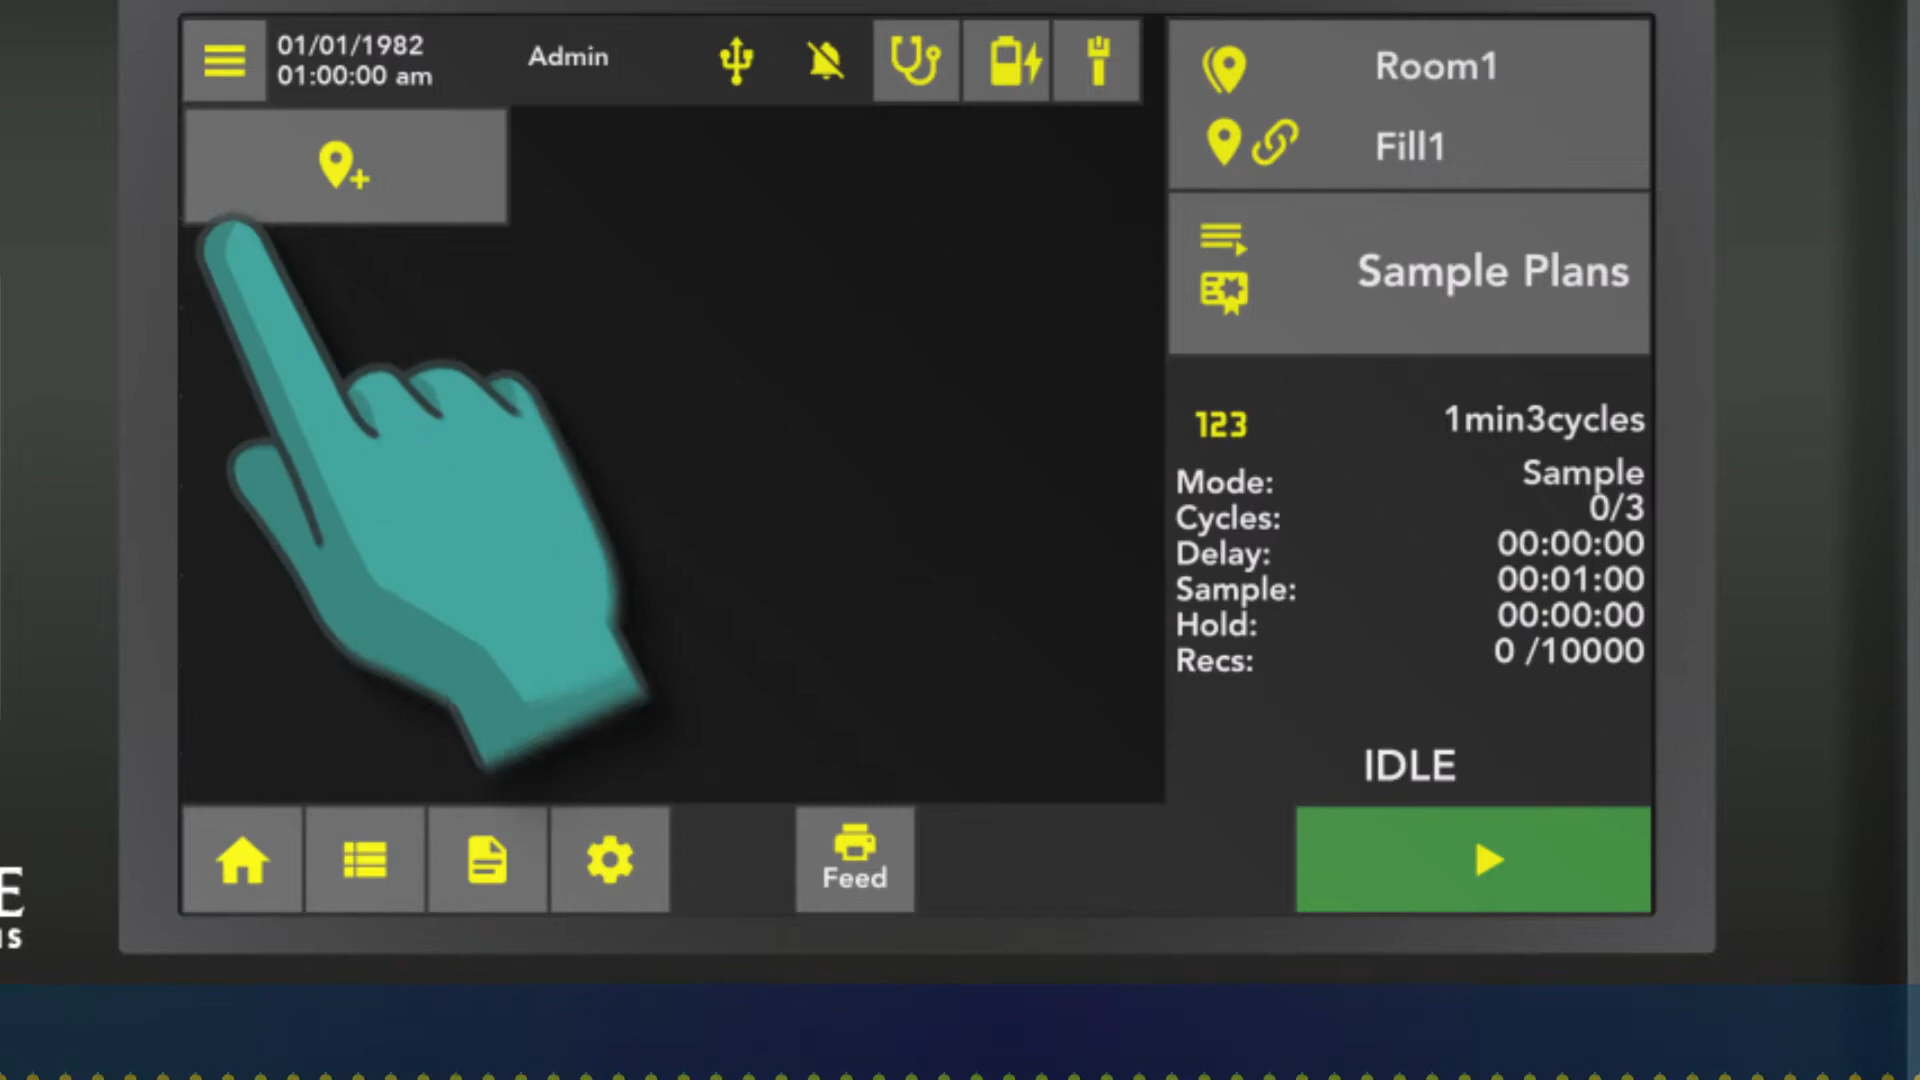 01/01/1982
01:00:00 am
Admin
Room1
Fill1
Sample Plans
123
1min3cycles
Mode: Sample
Cycles: 0/3
Delay: 00:00:00
Sample: 00:01:00
Hold: 00:00:00
Recs: 0 /10000
IDLE
Feed